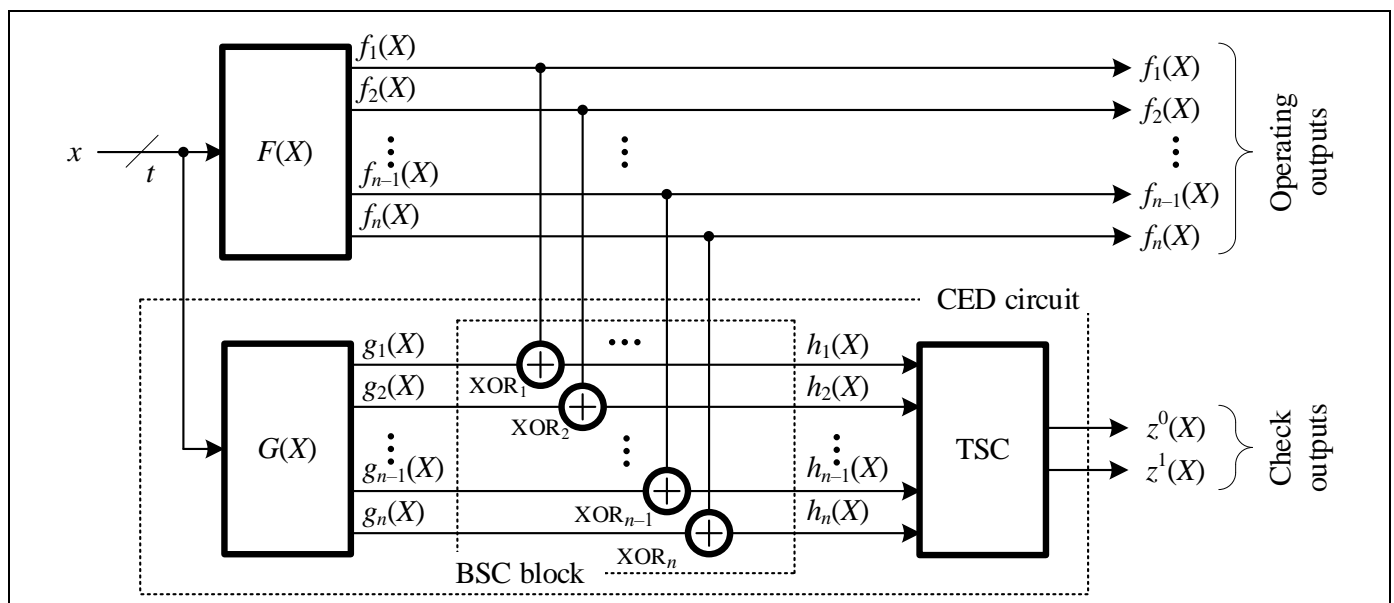 f₁(X)
f₁(X)
f₂(X)
f₂(X)
x
t
F(X)
fₙ₋₁(X)
fₙ₋₁(X)
fₙ(X)
fₙ(X)
Operating
outputs
CED circuit
g₁(X)
XOR₁
h₁(X)
g₂(X)
XOR₂
h₂(X)
G(X)
TSC
z⁰(X)
z¹(X)
Check
outputs
gₙ₋₁(X)
XORₙ₋₁
hₙ₋₁(X)
gₙ(X)
XORₙ
hₙ(X)
BSC block